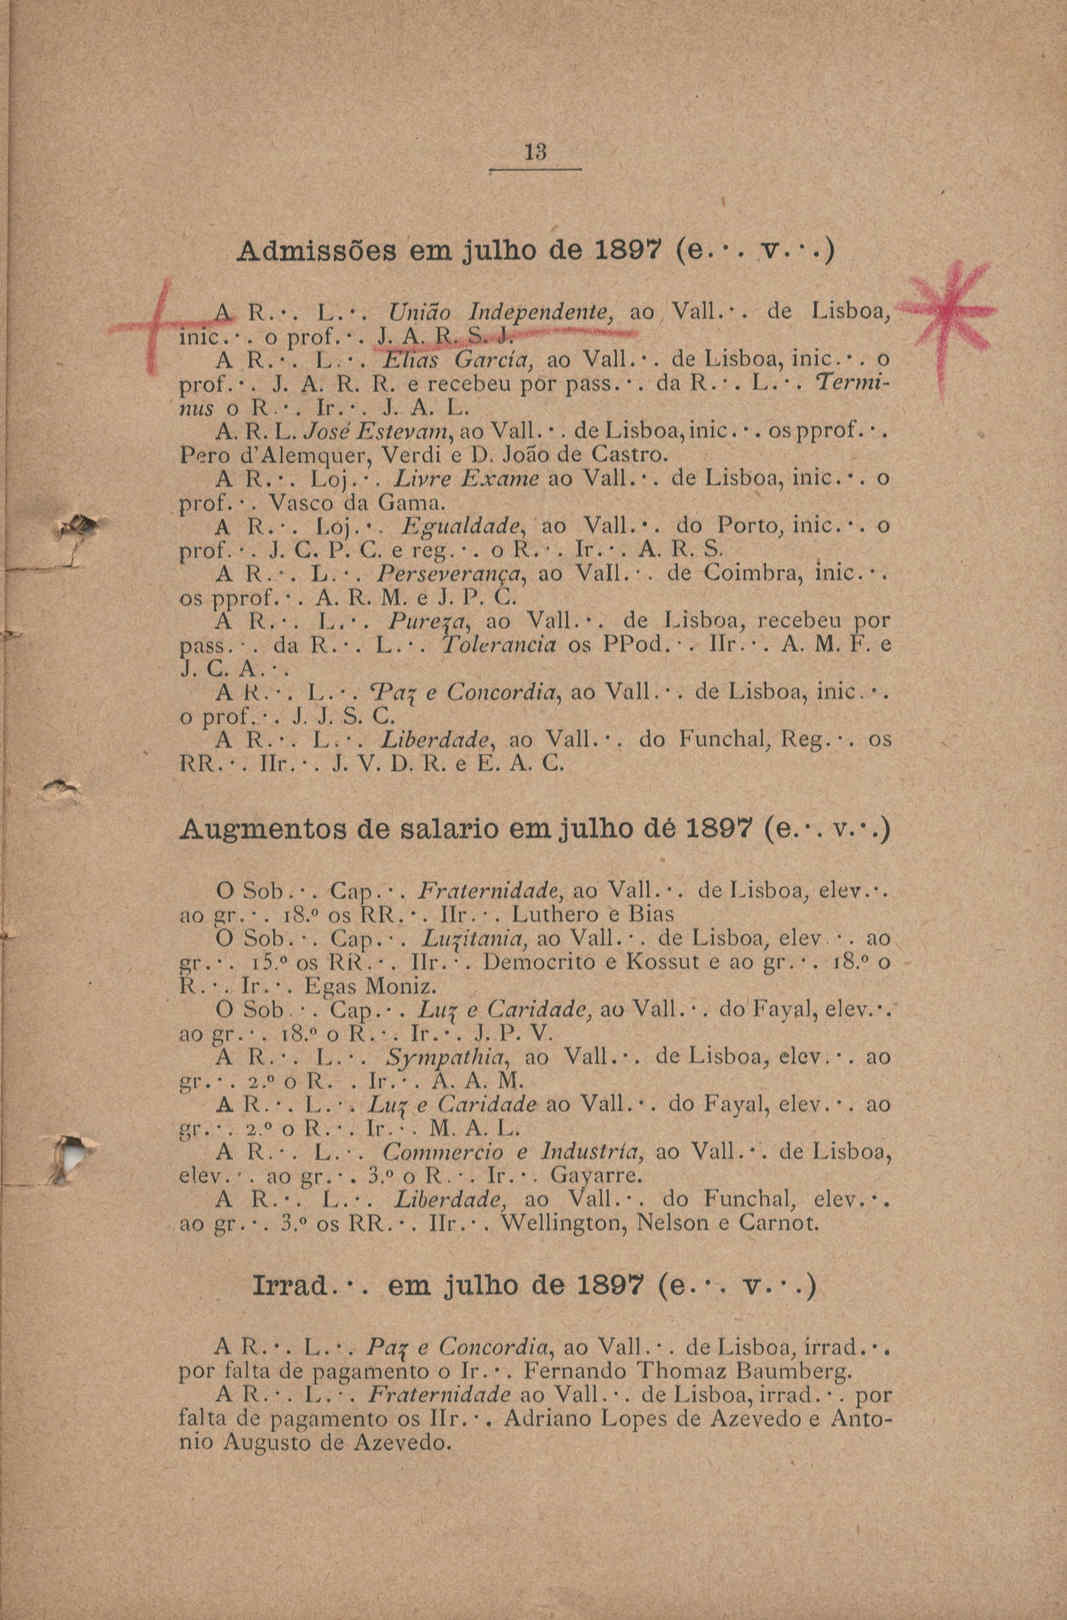 13
Admissões em julho de 1897 (e.·. v.·.)
A R.·. L.·. União Independente, ao Vall.·. de Lisboa,
inic.·. o prof.·. J. A. R. S. J.
A R.·. L.·. Elias Garcia, ao Vall.·. de Lisboa, inic.·. o
prof.·. J. A. R. R. e recebeu por pass.·. da R.·. L.·. Termi-
nus o R.·. Ir.·. J. A. L.
A. R. L. José Estevam, ao Vall.·. de Lisboa, inic.·. os pprof.·.
Pero d'Alemquer, Verdi e D. João de Castro.
A R.·. Loj.·. Livre Exame ao Vall.·. de Lisboa, inic.·. o
prof.·. Vasco da Gama.
A R.·. Loj.·. Egualdade, ao Vall.·. do Porto, inic.·. o
prof.·. J. C. P. C. e reg.·. o R.·. Ir.·. A. R. S.
A R.·. L.·. Perseverança, ao Vall.·. de Coimbra, inic.·.
os pprof.·. A. R. M. e J. P. C.
A R.·. L.·. Pureza, ao Vall.·. de Lisboa, recebeu por
pass.·. da R.·. L.·. Tolerancia os PPod.·. IIr.·. A. M. F. e
J. C. A.·.
A R.·. L.·. Paz e Concordia, ao Vall.·. de Lisboa, inic.·.
o prof.·. J. J. S. C.
A R.·. L.·. Liberdade, ao Vall.·. do Funchal, Reg.·. os
RR.·. IIr.·. J. V. D. R. e E. A. C.
Augmentos de salario em julho dé 1897 (e.·. v.·.)
O Sob.·. Cap.·. Fraternidade, ao Vall.·. de Lisboa, elev.·.
ao gr.·. 18.º os RR.·. IIr.·. Luthero e Bias
O Sob.·. Cap.·. Luzitania, ao Vall.·. de Lisboa, elev.·. ao
gr.·. 15.º os RR.·. IIr.·. Democrito e Kossut e ao gr.·. 18.º o
R.·. Ir.·. Egas Moniz.
O Sob.·. Cap.·. Luz e Caridade, ao Vall.·. do Fayal, elev.·.
ao gr.·. 18.º o R.·. Ir.·. J. P. V.
A R.·. L.·. Sympathia, ao Vall.·. de Lisboa, elev.·. ao
gr.·. 2.º o R.·. Ir.·. A. A. M.
A R.·. L.·. Luz e Caridade ao Vall.·. do Fayal, elev.·. ao
gr.·. 2.º o R.·. Ir.·. M. A. L.
A R.·. L.·. Commercio e Industria, ao Vall.·. de Lisboa,
elev.·. ao gr.·. 3.º o R.·. Ir.·. Gayarre.
A R.·. L.·. Liberdade, ao Vall.·. do Funchal, elev.·.
ao gr.·. 3.º os RR.·. IIr.·. Wellington, Nelson e Carnot.
Irrad.·. em julho de 1897 (e.·. v.·.)
A R.·. L.·. Paz e Concordia, ao Vall.·. de Lisboa, irrad.·.
por falta de pagamento o Ir.·. Fernando Thomaz Baumberg.
A R.·. L.·. Fraternidade ao Vall.·. de Lisboa, irrad.·. por
falta de pagamento os IIr.·. Adriano Lopes de Azevedo e Anto-
nio Augusto de Azevedo.